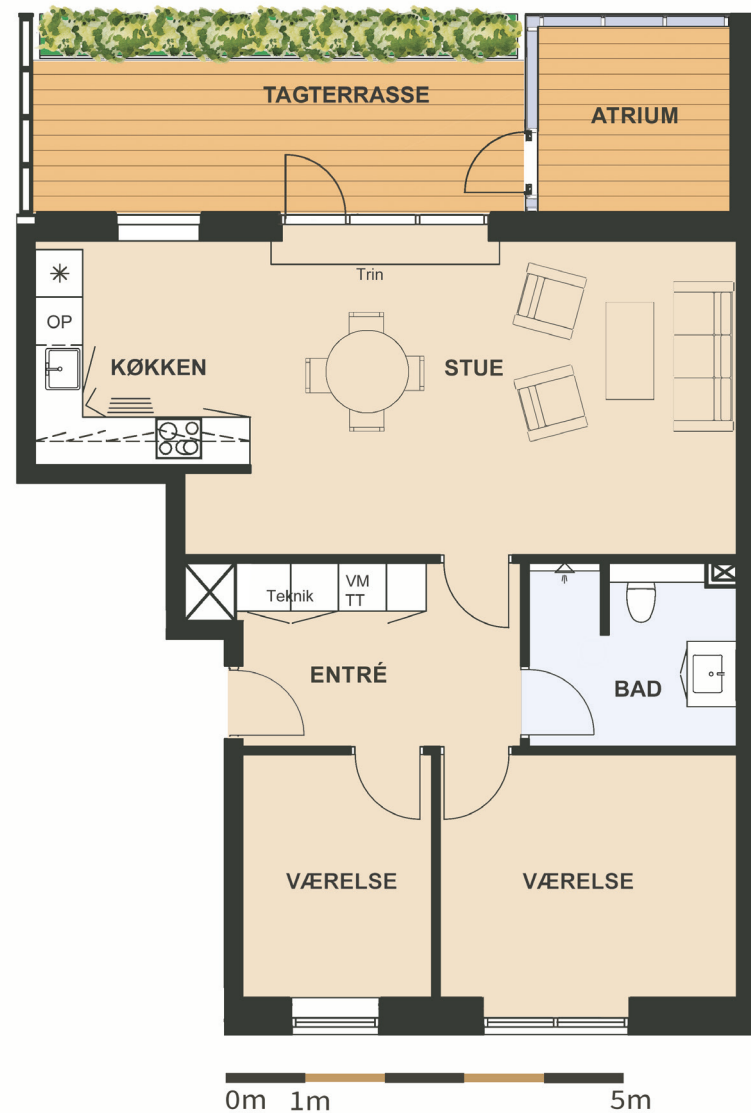 TAGTERRASSE
ATRIUM
Trin
OP
KØKKEN
STUE
Teknik
VM
TT
ENTRÉ
BAD
VÆRELSE
VÆRELSE
0m 1m 5m